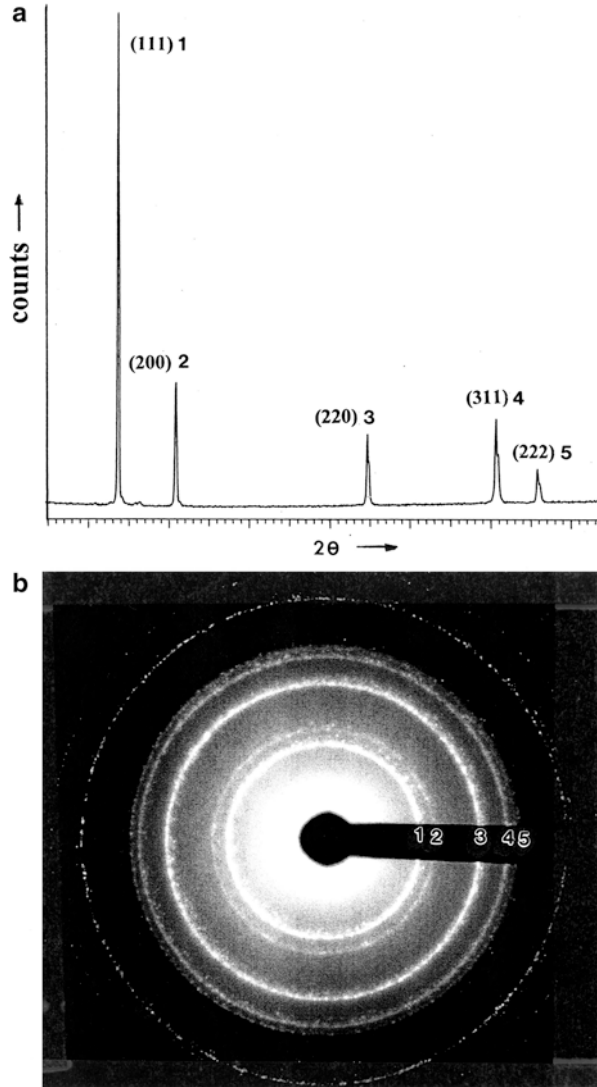 a
(111) 1
(200) 2
(220) 3
(311) 4
(222) 5
counts →
2θ →
b
1 2 3 4 5